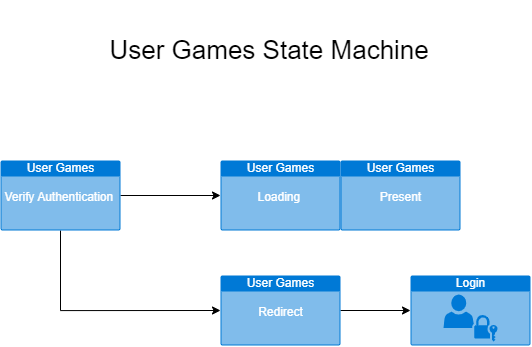 User Games State Machine
User Games
Verify Authentication
User Games
Loading
User Games
Present
User Games
Redirect
Login